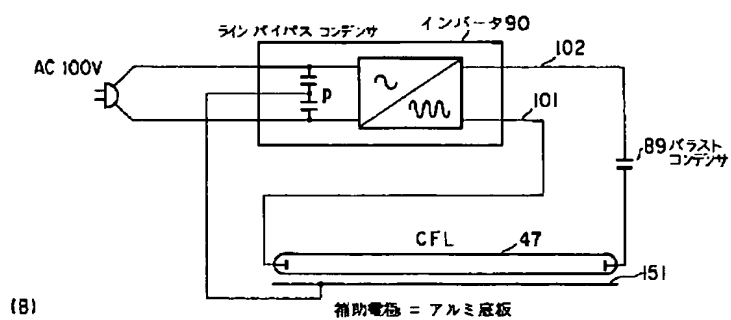 ライン バイパス コンデンサ
インバータ90
AC 100V
P
102
101
89バラスト
コンデンサ
CFL
47
151
(B)
補助電極 = アルミ底板